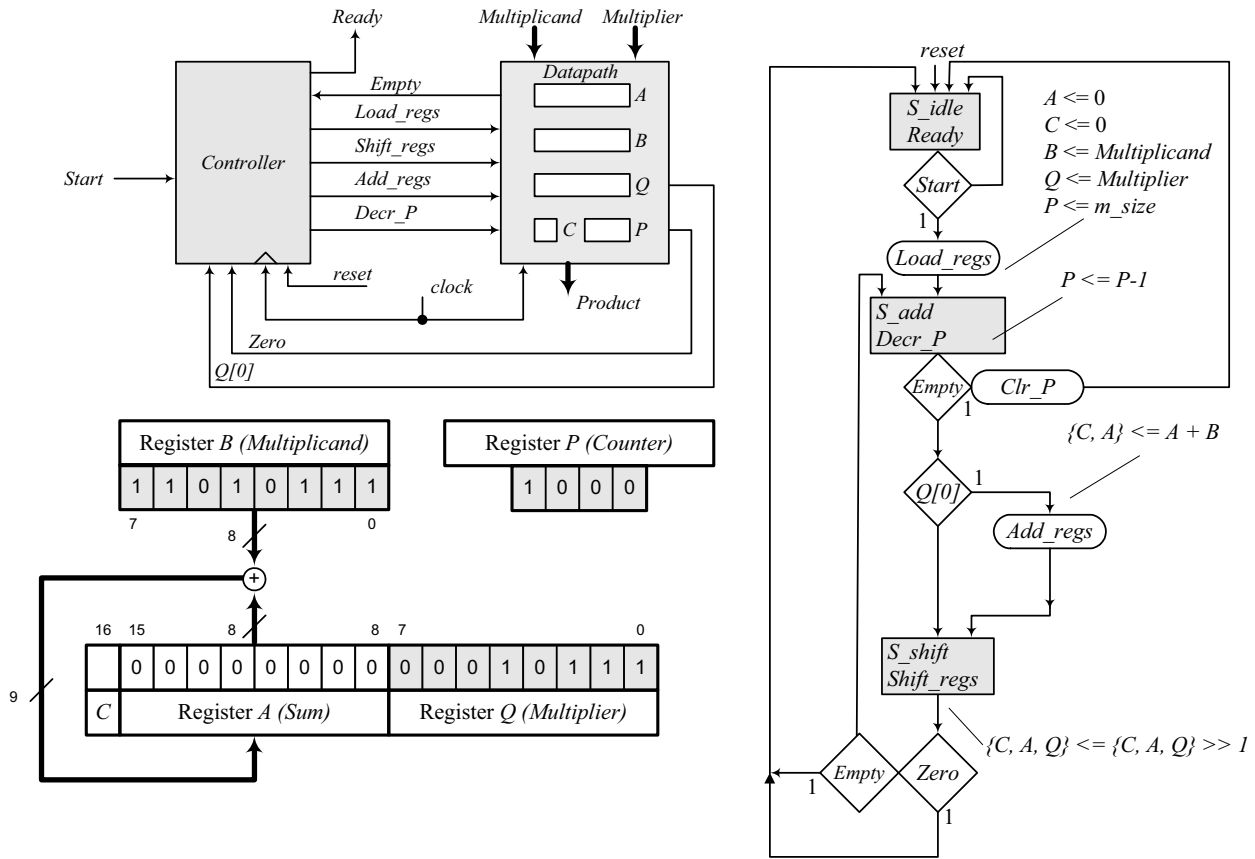 Ready
Multiplicand
Multiplier
Controller
Start
Empty
Load_regs
Shift_regs
Add_regs
Decr_P
Datapath
A
B
Q
C
P
reset
clock
Product
Zero
Q[0]
Register B (Multiplicand)
1 1 0 1 0 1 1 1
7
8
0
Register P (Counter)
1 0 0 0
+
16
15
8
8
7
0
0 0 0 0 0 0 0 0 0 0 0 1 0 1 1 1
9
C
Register A (Sum)
Register Q (Multiplier)
reset
S_idle
Ready
Start
1
Load_regs
A <= 0
C <= 0
B <= Multiplicand
Q <= Multiplier
P <= m_size
S_add
Decr_P
P <= P-1
Empty
1
Clr_P
Q[0]
1
{C, A} <= A + B
Add_regs
S_shift
Shift_regs
{C, A, Q} <= {C, A, Q} >> 1
Empty
1
Zero
1